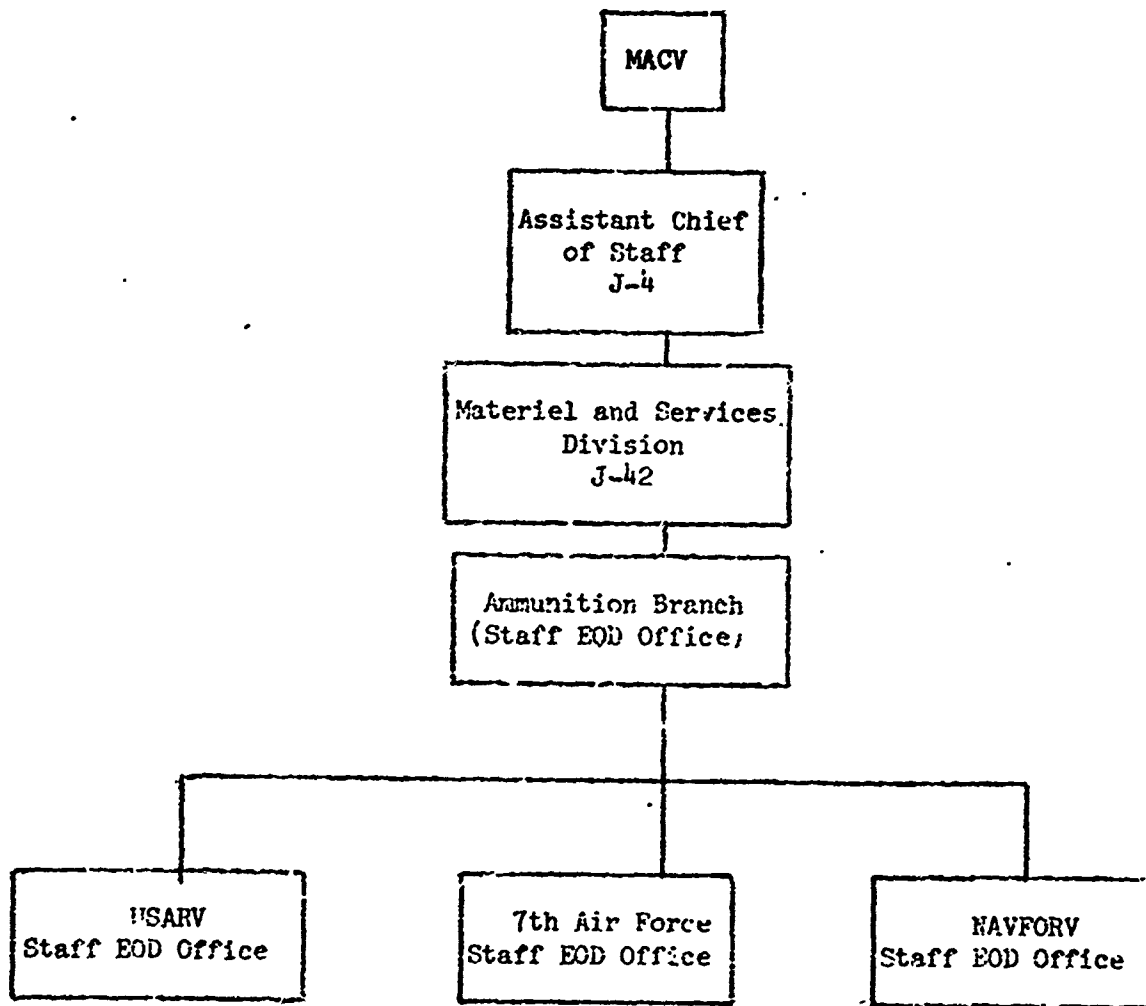 MACV
Assistant Chief
of Staff
J-4
Materiel and Services
Division
J-42
Ammunition Branch
(Staff EOD Office)
USARV
Staff EOD Office
7th Air Force
Staff EOD Office
NAVFORV
Staff EOD Office